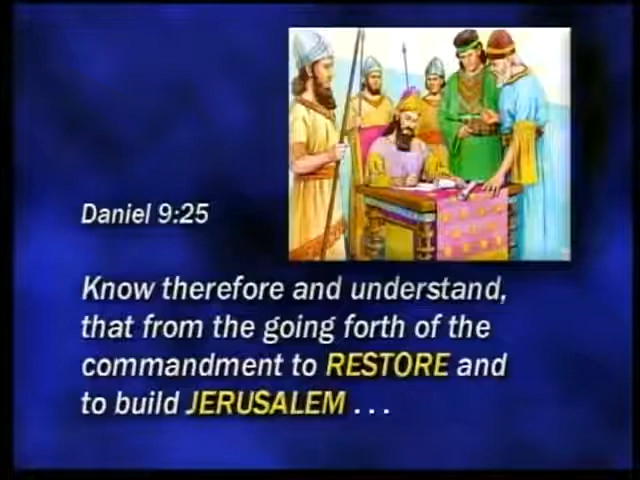 Daniel 9:25
Know therefore and understand,
that from the going forth of the
commandment to RESTORE and
to build JERUSALEM . . .